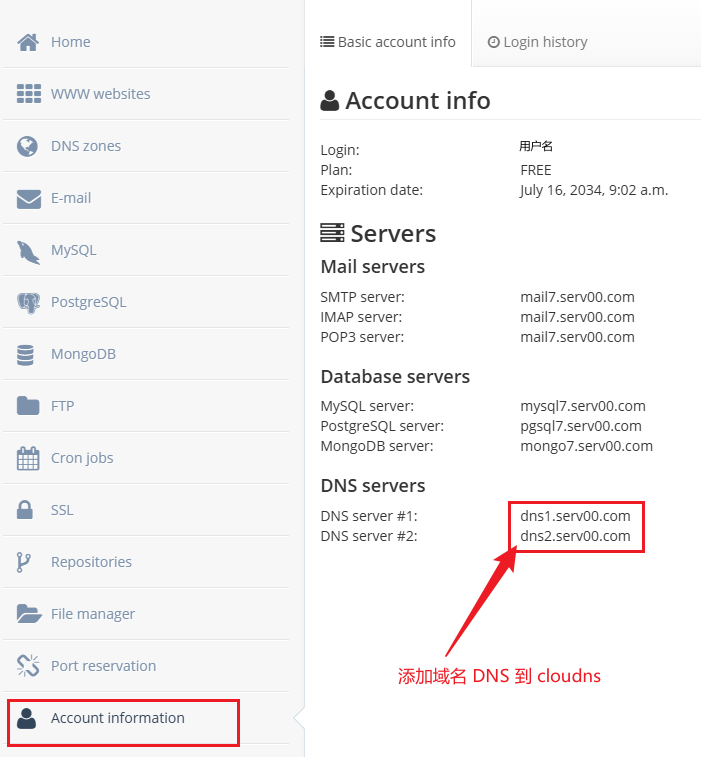 Home
WWW websites
DNS zones
E-mail
MySQL
PostgreSQL
MongoDB
FTP
Cron jobs
SSL
Repositories
File manager
Port reservation
Account information
Basic account info
Login history
Account info
Login: 用户名
Plan: FREE
Expiration date: July 16, 2034, 9:02 a.m.
Servers
Mail servers
SMTP server: mail7.serv00.com
IMAP server: mail7.serv00.com
POP3 server: mail7.serv00.com
Database servers
MySQL server: mysql7.serv00.com
PostgreSQL server: pgsql7.serv00.com
MongoDB server: mongo7.serv00.com
DNS servers
DNS server #1: dns1.serv00.com
DNS server #2: dns2.serv00.com
添加域名 DNS 到 cloudns